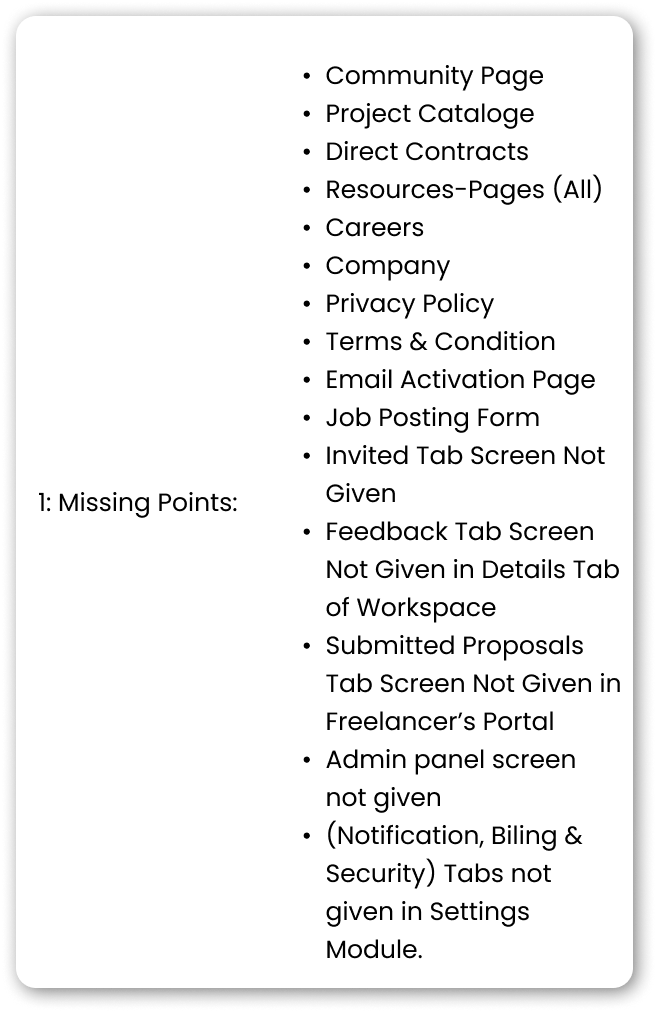 1: Missing Points:
• Community Page
• Project Cataloge
• Direct Contracts
• Resources-Pages (All)
• Careers
• Company
• Privacy Policy
• Terms & Condition
• Email Activation Page
• Job Posting Form
• Invited Tab Screen Not
Given
• Feedback Tab Screen
Not Given in Details Tab
of Workspace
• Submitted Proposals
Tab Screen Not Given in
Freelancer’s Portal
• Admin panel screen
not given
• (Notification, Biling &
Security) Tabs not
given in Settings
Module.